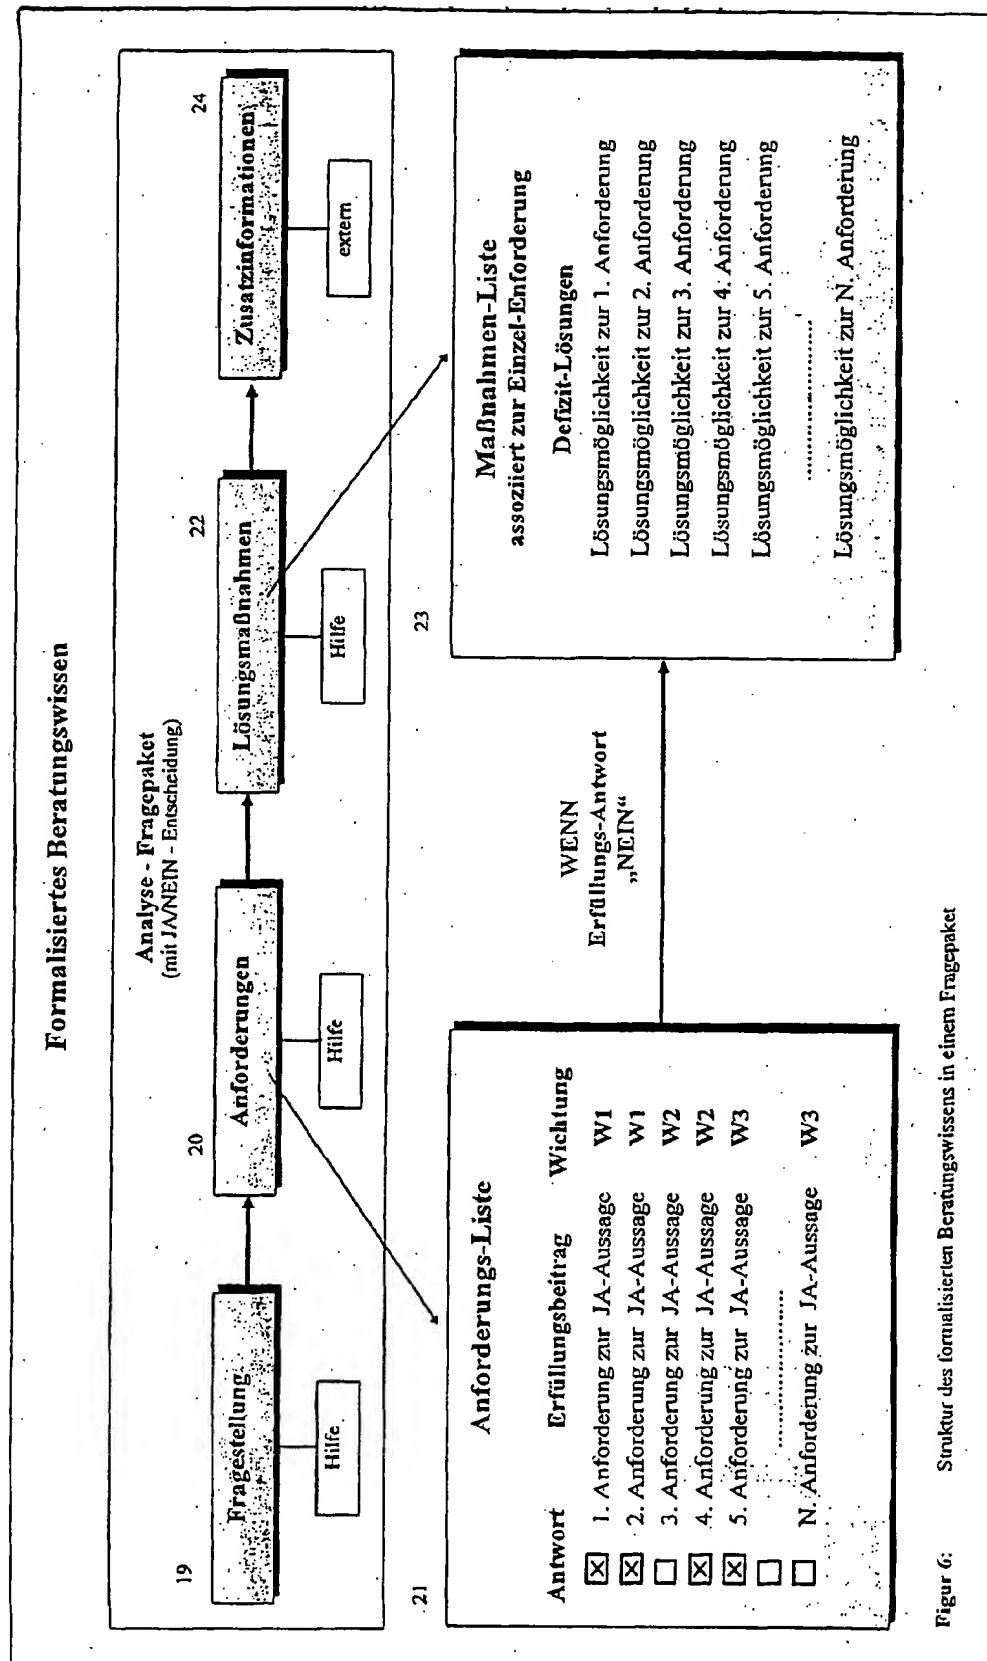 Formalisiertes Beratungswissen
Analyse - Fragepaket
(mit JA/NEIN - Entscheidung)
19
Fragestellung
Hilfe
20
Anforderungen
Hilfe
22
Lösungsmaßnahmen
Hilfe
24
Zusatzinformationen
extern
21
Anforderungs-Liste
Antwort Erfüllungsbeitrag Wichtung
1. Anforderung zur JA-Aussage W1
2. Anforderung zur JA-Aussage W1
3. Anforderung zur JA-Aussage W2
4. Anforderung zur JA-Aussage W2
5. Anforderung zur JA-Aussage W3
..................
N. Anforderung zur JA-Aussage W3
WENN
Erfüllungs-Antwort
„NEIN“
23
Maßnahmen-Liste
assoziiert zur Einzel-Enforderung
Defizit-Lösungen
Lösungsmöglichkeit zur 1. Anforderung
Lösungsmöglichkeit zur 2. Anforderung
Lösungsmöglichkeit zur 3. Anforderung
Lösungsmöglichkeit zur 4. Anforderung
Lösungsmöglichkeit zur 5. Anforderung
..................
Lösungsmöglichkeit zur N. Anforderung
Figur 6: Struktur des formalisierten Beratungswissens in einem Fragepaket